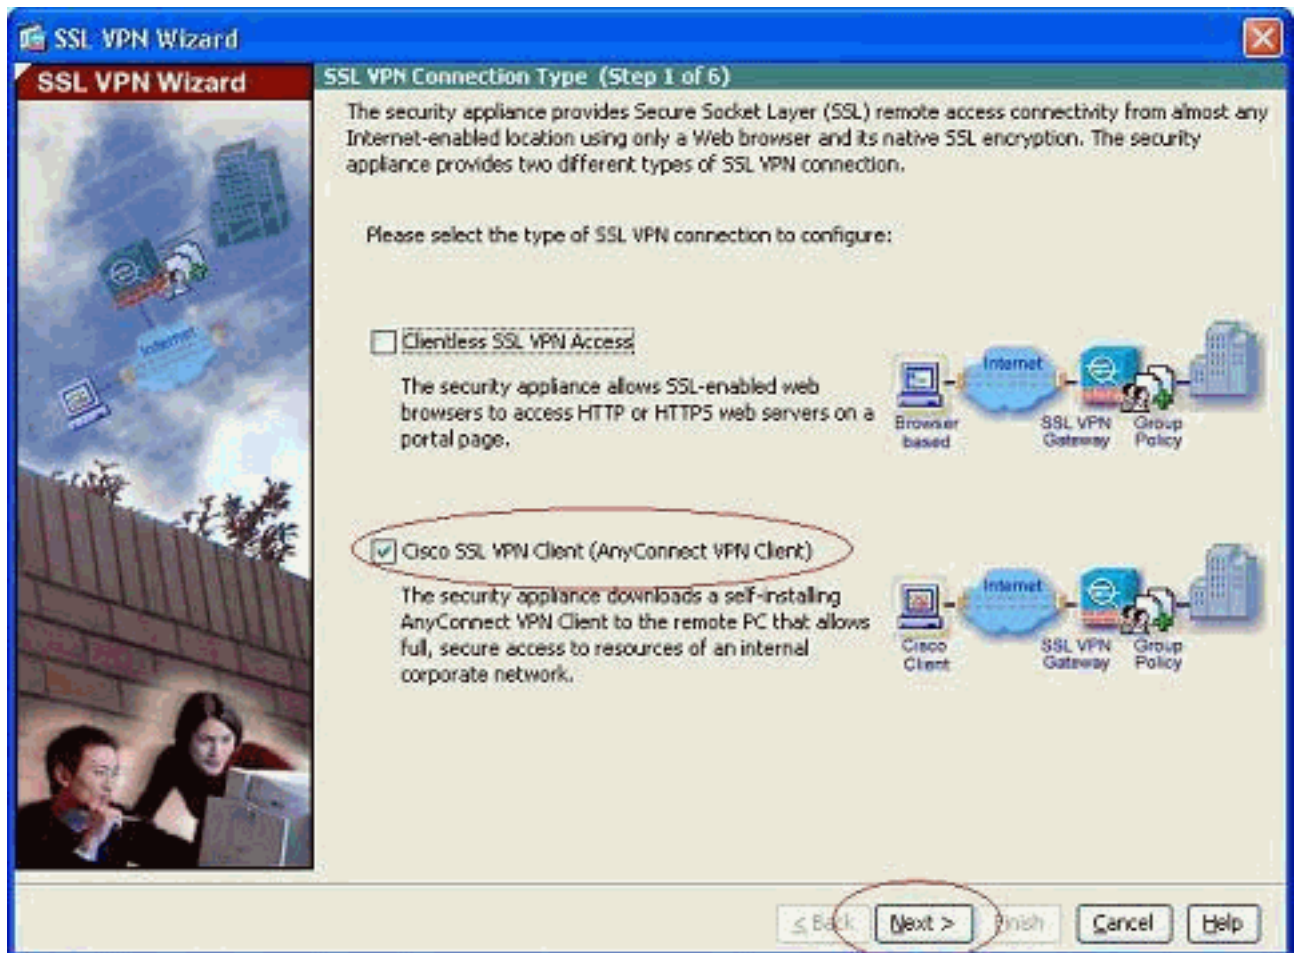 SSL VPN Wizard
SSL VPN Wizard
SSL VPN Connection Type (Step 1 of 6)
The security appliance provides Secure Socket Layer (SSL) remote access connectivity from almost any
Internet-enabled location using only a Web browser and its native SSL encryption. The security
appliance provides two different types of SSL VPN connection.
Please select the type of SSL VPN connection to configure:
Internet
Clientless SSL VPN Access
The security appliance allows SSL-enabled web
browsers to access HTTP or HTTPS web servers on a
portal page.
Internet
Browser
based
SSL VPN
Gateway
Group
Policy
Cisco SSL VPN Client (AnyConnect VPN Client)
The security appliance downloads a self-installing
AnyConnect VPN Client to the remote PC that allows
full, secure access to resources of an internal
corporate network.
Internet
Cisco
Client
SSL VPN
Gateway
Group
Policy
< Back
Next >
Finish
Cancel
Help